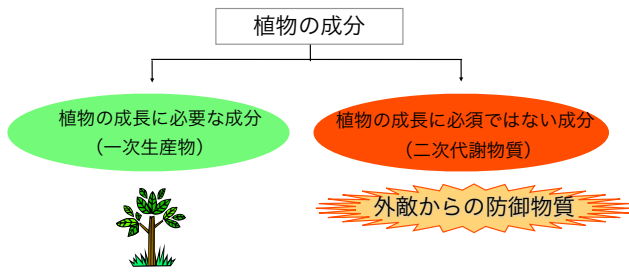 植物の成分
植物の成長に必要な成分
（一次生産物）
植物の成長に必須ではない成分
（二次代謝物質）
外敵からの防御物質